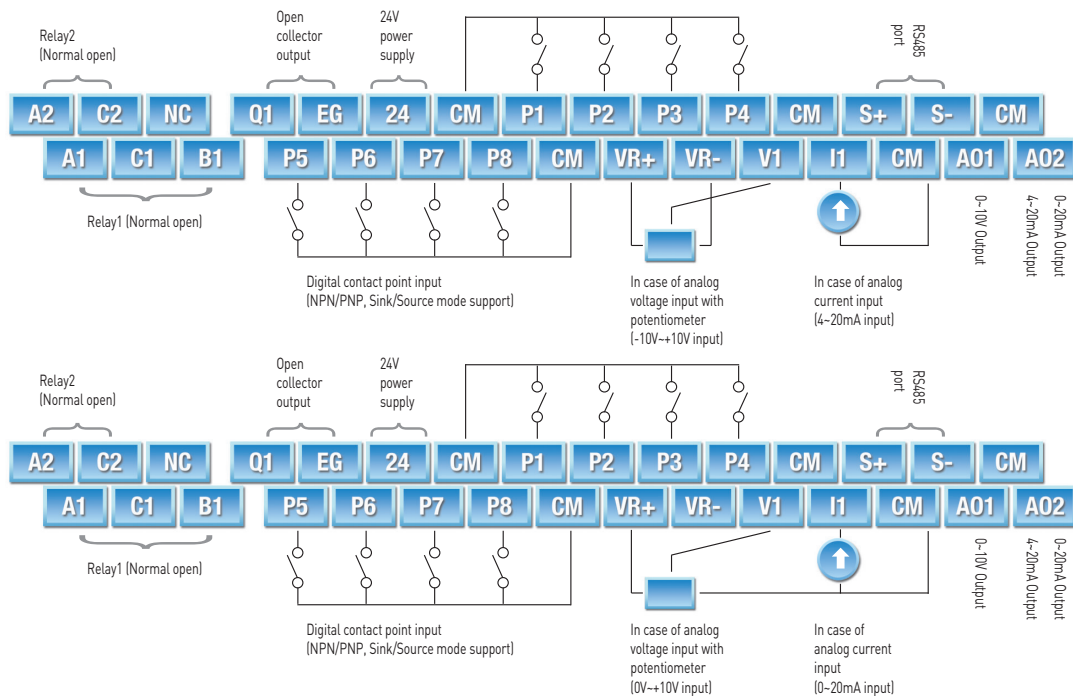 Relay2
(Normal open)
Open
collector
output
24V
power
supply
RS485
port
A2 C2 NC Q1 EG 24 CM P1 P2 P3 P4 CM S+ S- CM
A1 C1 B1 P5 P6 P7 P8 CM VR+ VR- V1 I1 CM AO1 AO2
Relay1 (Normal open)
Digital contact point input
(NPN/PNP, Sink/Source mode support)
In case of analog
voltage input with
potentiometer
(-10V~+10V input)
In case of analog
current input
(4~20mA input)
0~10V Output
0~20mA Output
4~20mA Output
Relay2
(Normal open)
Open
collector
output
24V
power
supply
RS485
port
A2 C2 NC Q1 EG 24 CM P1 P2 P3 P4 CM S+ S- CM
A1 C1 B1 P5 P6 P7 P8 CM VR+ VR- V1 I1 CM AO1 AO2
Relay1 (Normal open)
Digital contact point input
(NPN/PNP, Sink/Source mode support)
In case of analog
voltage input with
potentiometer
(0V~+10V input)
In case of
analog current
input
(0~20mA input)
0~10V Output
0~20mA Output
4~20mA Output